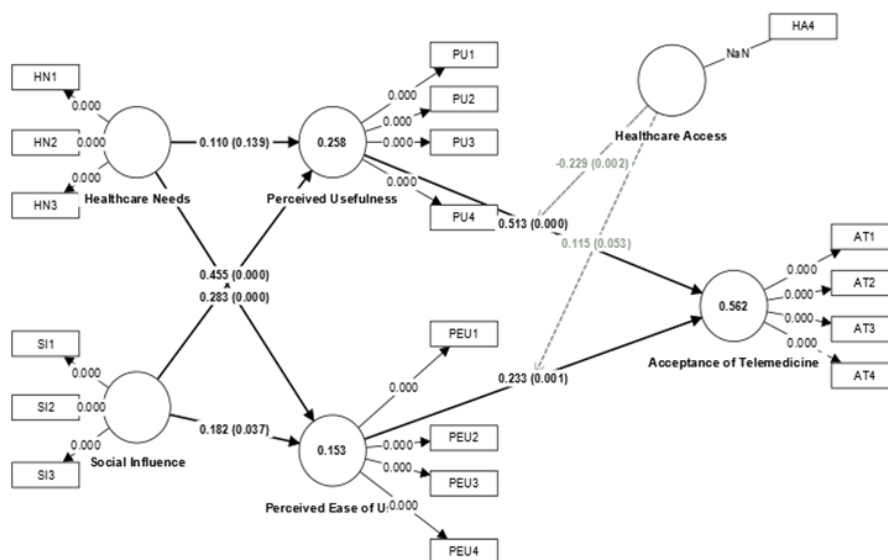 HA4
NaN
Healthcare Access
PU1
PU2
PU3
PU4
0.000
0.000
0.000
0.000
HN1
HN2
HN3
0.000
0.000
0.000
Healthcare Needs
0.110 (0.139)
0.258
Perceived Usefulness
-0.229 (0.002)
0.513 (0.000)
0.115 (0.053)
0.455 (0.000)
0.283 (0.000)
AT1
AT2
AT3
AT4
0.000
0.000
0.000
0.000
0.562
Acceptance of Telemedicine
SI1
SI2
SI3
0.000
0.000
0.000
Social Influence
0.182 (0.037)
0.233 (0.001)
PEU1
PEU2
PEU3
PEU4
0.000
0.000
0.000
0.000
0.153
Perceived Ease of U